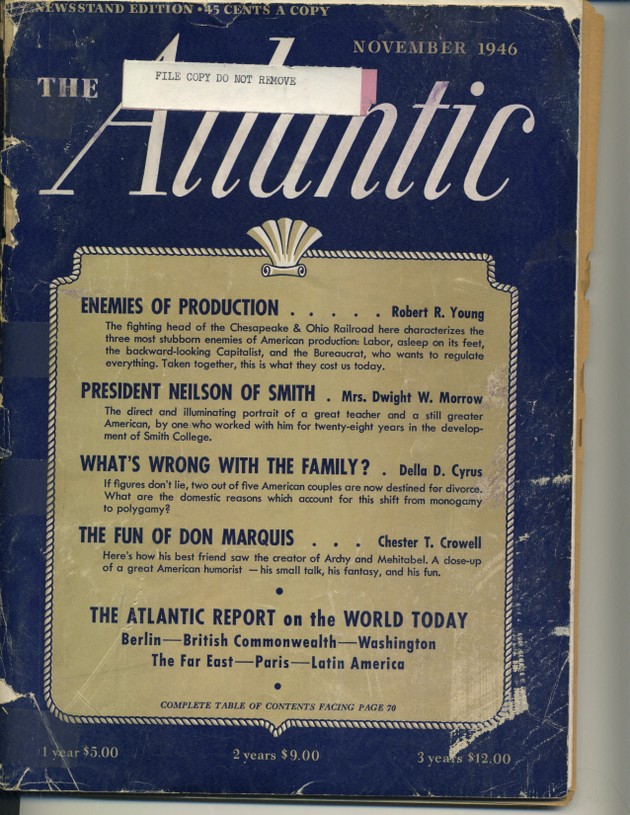 NEWSSTAND EDITION • 45 CENTS A COPY
NOVEMBER 1946
FILE COPY DO NOT REMOVE
THE
Atlantic
ENEMIES OF PRODUCTION . . . . . Robert R. Young
The fighting head of the Chesapeake & Ohio Railroad here characterizes the
three most stubborn enemies of American production: Labor, asleep on its feet,
the backward-looking Capitalist, and the Bureaucrat, who wants to regulate
everything. Taken together, this is what they cost us today.
PRESIDENT NEILSON OF SMITH . Mrs. Dwight W. Morrow
The direct and illuminating portrait of a great teacher and a still greater
American, by one who worked with him for twenty-eight years in the develop-
ment of Smith College.
WHAT'S WRONG WITH THE FAMILY? . Della D. Cyrus
If figures don't lie, two out of five American couples are now destined for divorce.
What are the domestic reasons which account for this shift from monogamy
to polygamy?
THE FUN OF DON MARQUIS . . . Chester T. Crowell
Here's how his best friend saw the creator of Archy and Mehitabel. A close-up
of a great American humorist — his small talk, his fantasy, and his fun.
•
THE ATLANTIC REPORT on the WORLD TODAY
Berlin—British Commonwealth—Washington
The Far East—Paris—Latin America
•
COMPLETE TABLE OF CONTENTS FACING PAGE 70
1 year $5.00 2 years $9.00 3 years $12.00